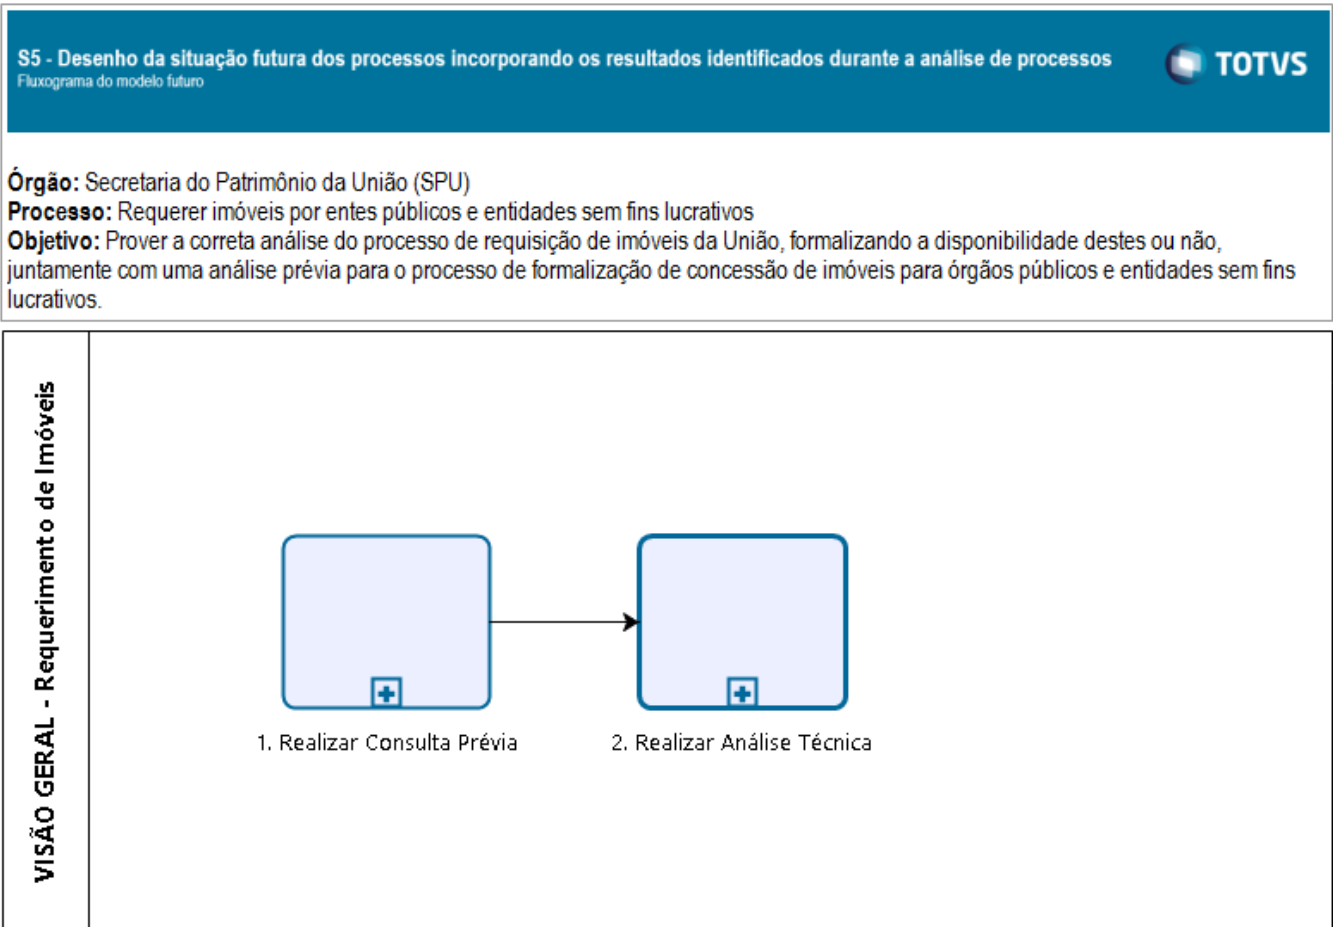 S5 - Desenho da situação futura dos processos incorporando os resultados identificados durante a análise de processos
Fluxograma do modelo futuro
TOTVS
Órgão: Secretaria do Patrimônio da União (SPU)
Processo: Requerer imóveis por entes públicos e entidades sem fins lucrativos
Objetivo: Prover a correta análise do processo de requisição de imóveis da União, formalizando a disponibilidade destes ou não,
juntamente com uma análise prévia para o processo de formalização de concessão de imóveis para órgãos públicos e entidades sem fins
lucrativos.
VISÃO GERAL - Requerimento de Imóveis
1. Realizar Consulta Prévia
2. Realizar Análise Técnica